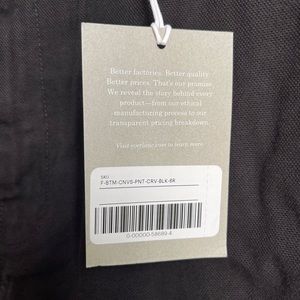 Better factories. Better quality.
Better prices. That's our promise.
We reveal the story behind every
product—from our ethical
manufacturing process to our
transparent pricing breakdown.
Visit everlane.com to learn more.
SKU
F-BTM-CNVS-PNT-CRV-BLK-6R
0-00000-58689-4